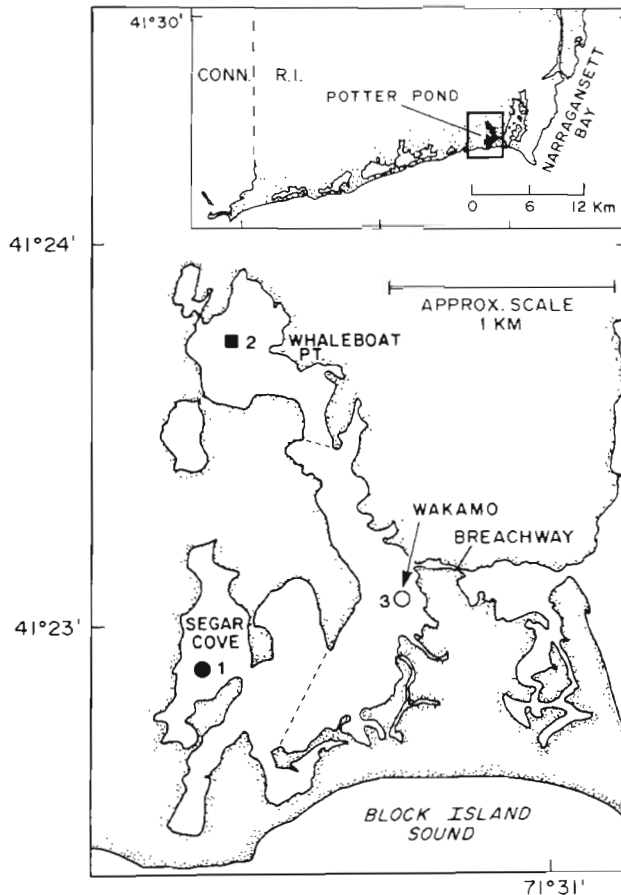 41°30'
CONN.
R.I.
POTTER POND
NARRAGANSETT
BAY
0 6 12 Km
41°24'
APPROX. SCALE
1 KM
2
WHALEBOAT
PT.
WAKAMO
BREACHWAY
3
41°23'
SEGAR
COVE
1
BLOCK ISLAND
SOUND
71°31'